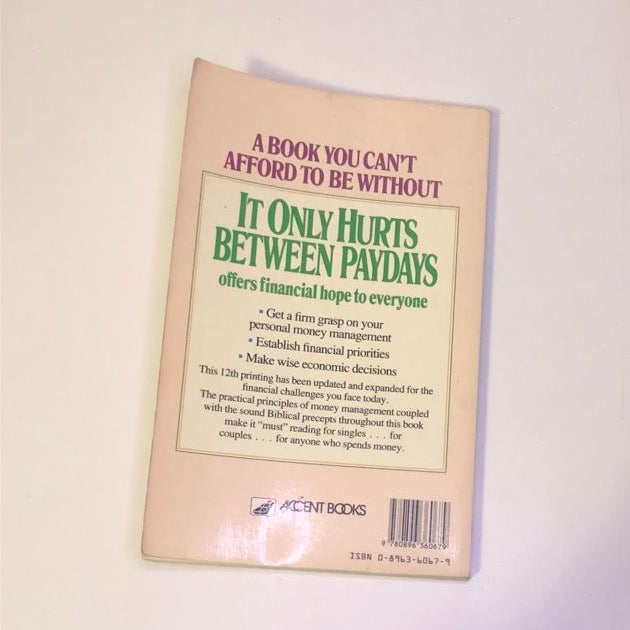 A BOOK YOU CAN'T
AFFORD TO BE WITHOUT
IT ONLY HURTS
BETWEEN PAYDAYS
offers financial hope to everyone
▪ Get a firm grasp on your
personal money management
▪ Establish financial priorities
▪ Make wise economic decisions
This 12th printing has been updated and expanded for the
financial challenges you face today.
The practical principles of money management coupled
with the sound Biblical precepts throughout this book
make it “must” reading for singles . . . for
couples . . . for anyone who spends money.
ACCENT BOOKS
9 780896 360679
ISBN 0-8963-6067-9